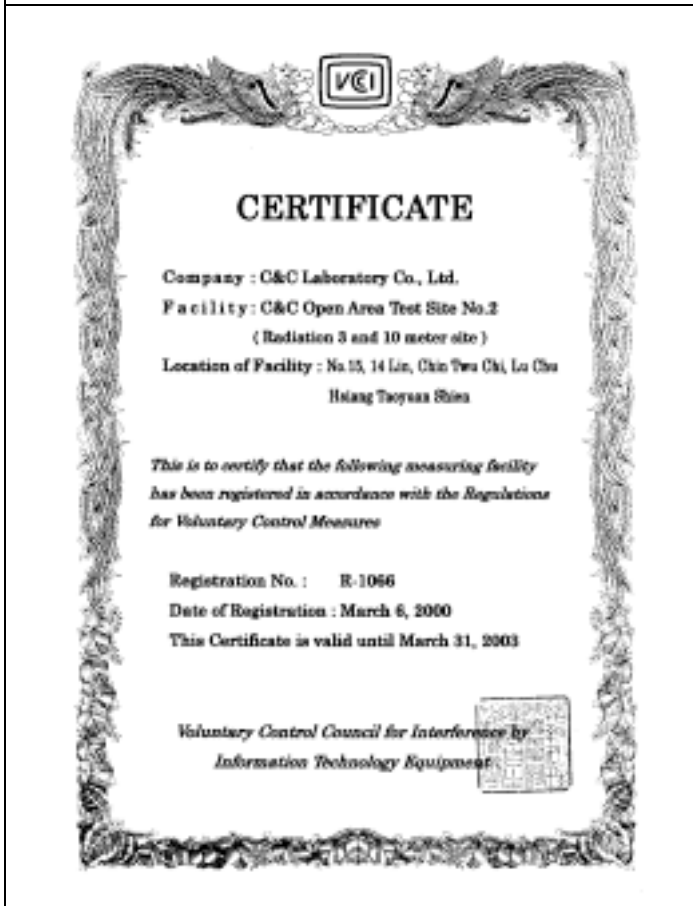 VCCI
CERTIFICATE
Company : C&C Laboratory Co., Ltd.
Facility : C&C Open Area Test Site No.2
( Radiation 3 and 10 meter site )
Location of Facility : No.15, 14 Lin, Chin Twu Chi, Lu Chu
Hsiang Taoyuan Shien
This is to certify that the following measuring facility
has been registered in accordance with the Regulations
for Voluntary Control Measures
Registration No. : R-1066
Date of Registration : March 6, 2000
This Certificate is valid until March 31, 2003
Voluntary Control Council for Interference by
Information Technology Equipment